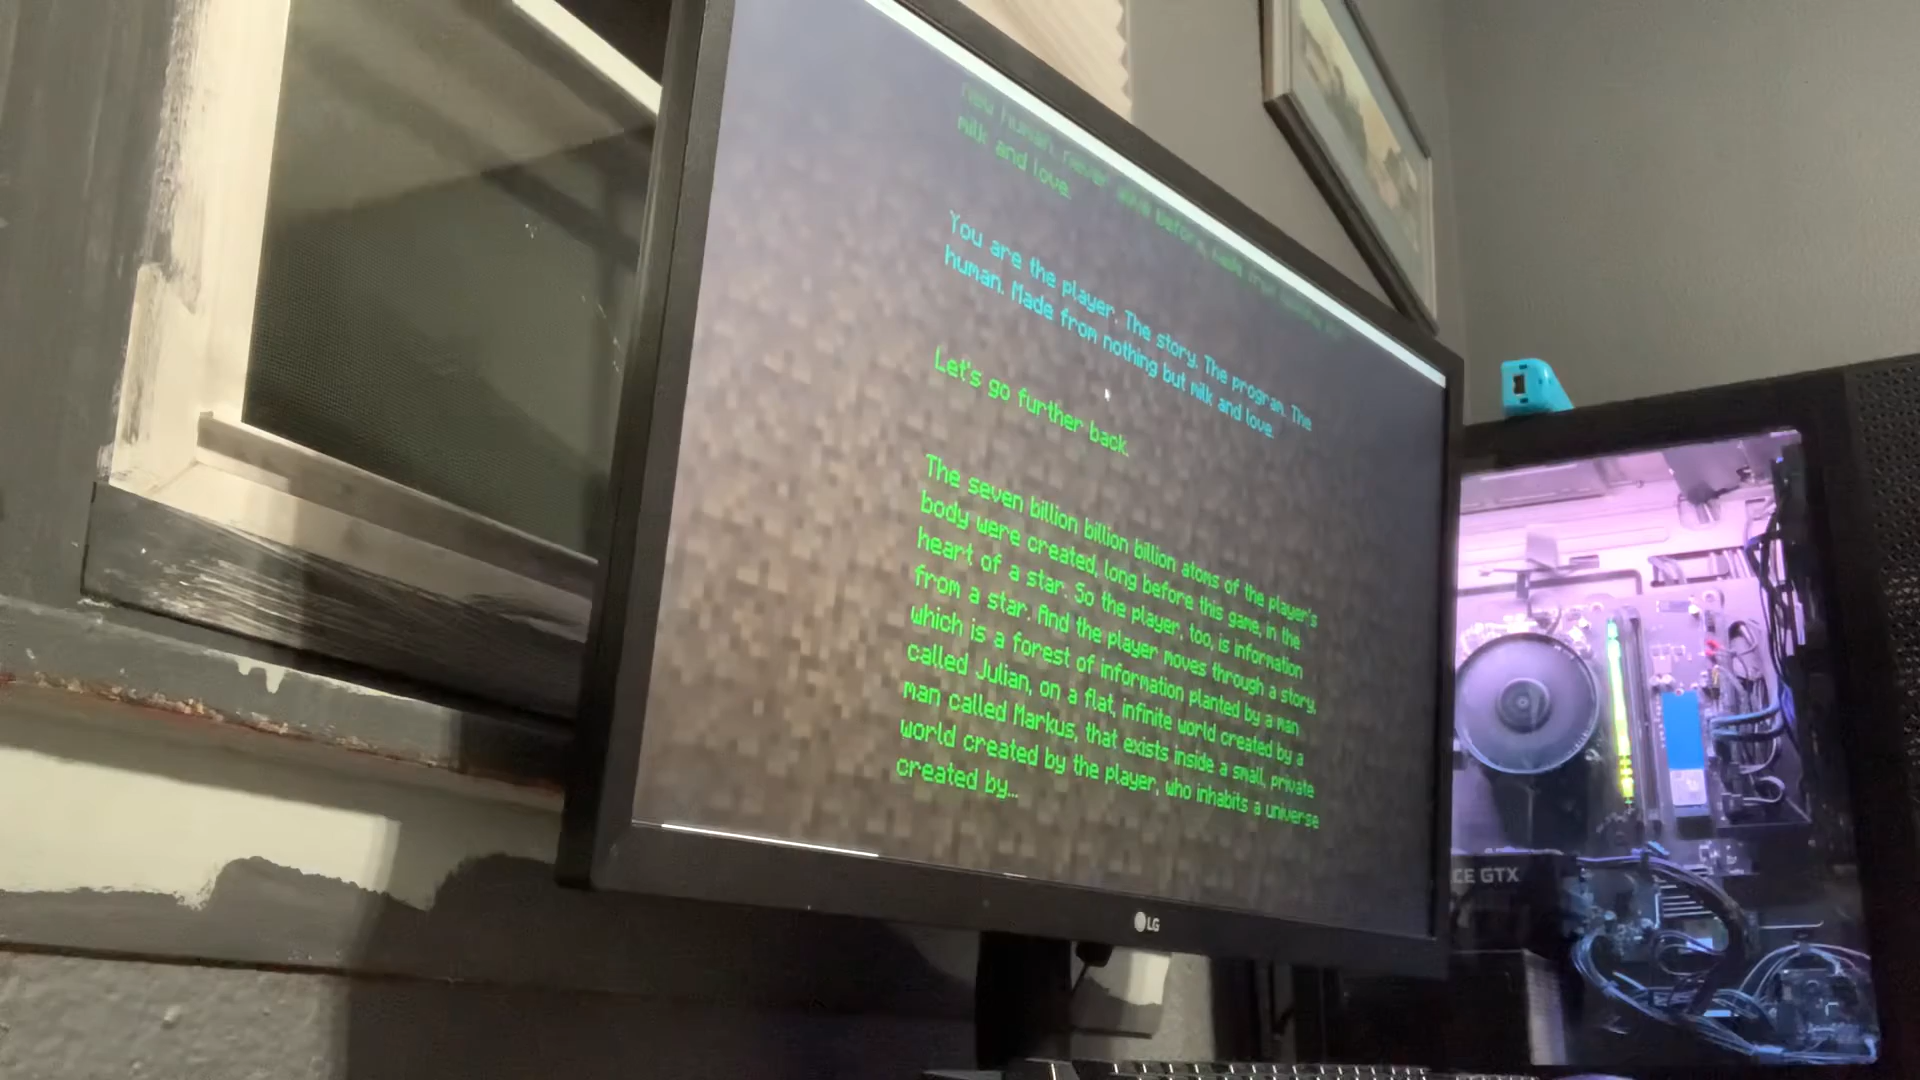 new human. Never
milk and love.
You are the player. The story. The program. The
human. Made from nothing but milk and love.
Let's go further back.
The seven billion billion billion atoms of the player's
body were created, long before this game, in the
heart of a star. So the player, too, is information
from a star. And the player moves through a story,
which is a forest of information planted by a man
called Julian, on a flat, infinite world created by a
man called Markus, that exists inside a small, private
world created by the player, who inhabits a universe
created by...
LG
CE GTX